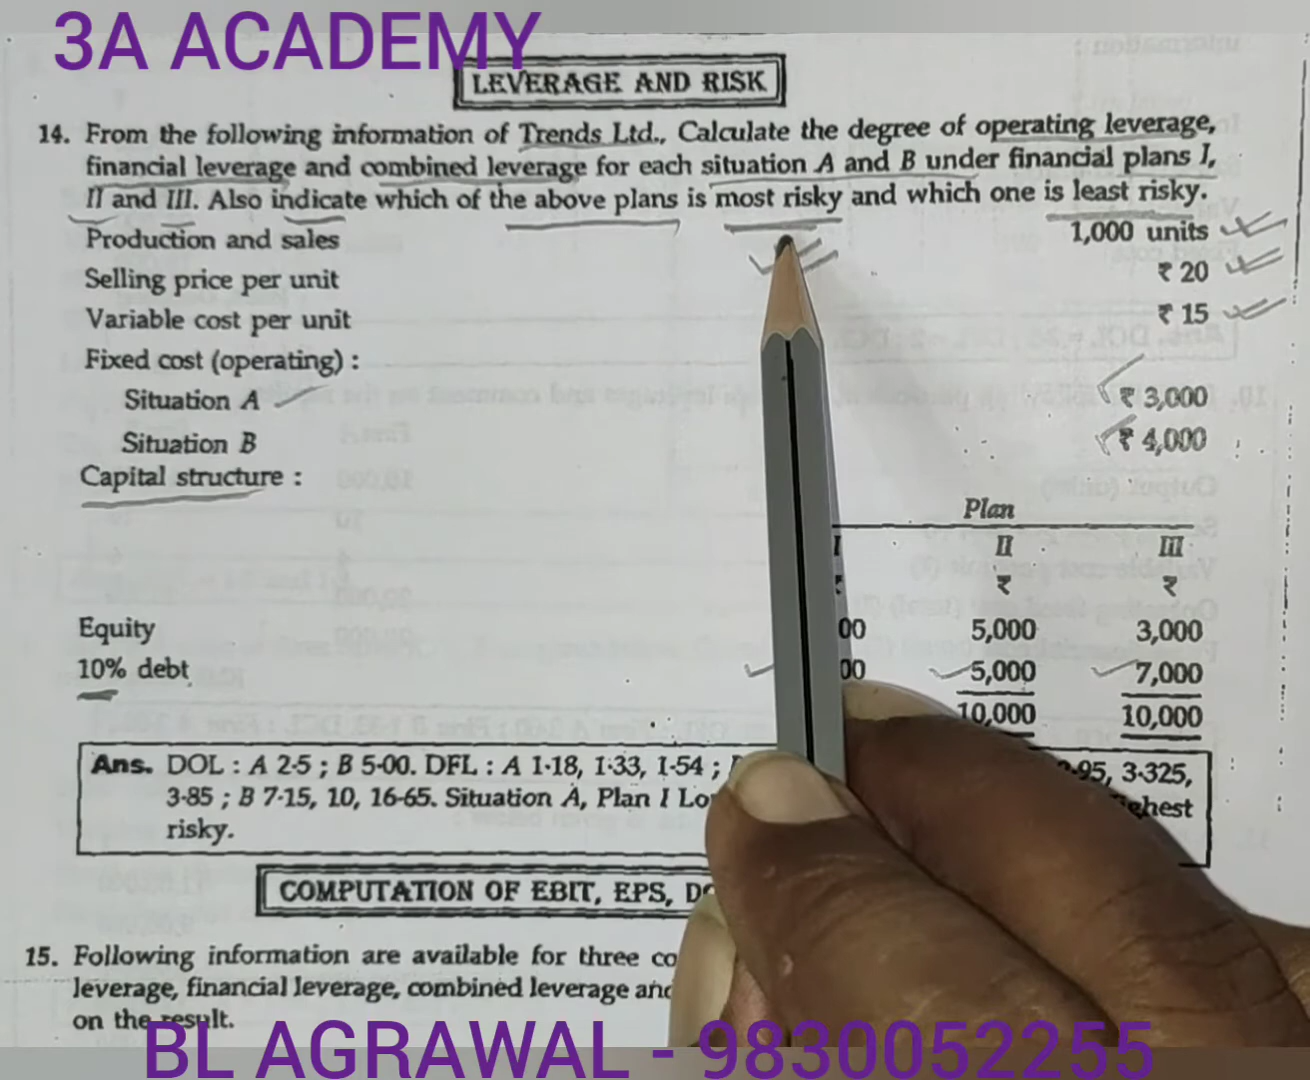 3A ACADEMY
LEVERAGE AND RISK
14. From the following information of Trends Ltd., Calculate the degree of operating leverage,
financial leverage and combined leverage for each situation A and B under financial plans I,
II and III. Also indicate which of the above plans is most risky and which one is least risky.
Production and sales 1,000 units
Selling price per unit ₹ 20
Variable cost per unit ₹ 15
Fixed cost (operating) :
Situation A ₹ 3,000
Situation B ₹ 4,000
Capital structure :
Plan
I II III
₹ ₹ ₹
Equity 00 5,000 3,000
10% debt 00 5,000 7,000
10,000 10,000
Ans. DOL : A 2·5 ; B 5·00. DFL : A 1·18, 1·33, 1·54 ; ·95, 3·325,
3·85 ; B 7·15, 10, 16·65. Situation A, Plan I
risky.
COMPUTATION OF EBIT, EPS,
15. Following information are available for three
leverage, financial leverage, combined leverage and
on the result.
BL AGRAWAL - 9830052255